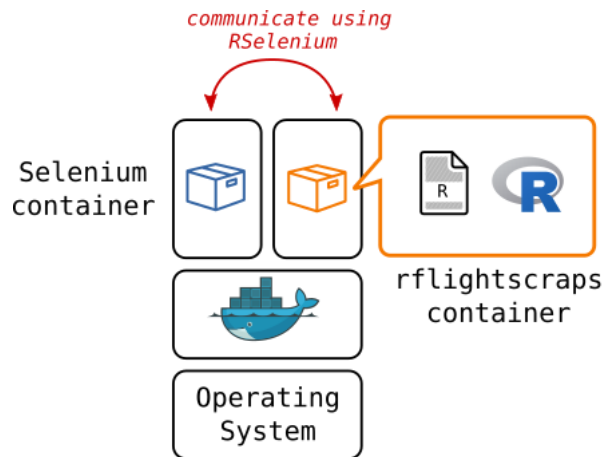 communicate using
RSelenium
Selenium
container
R
R
rflightscraps
container
Operating
System